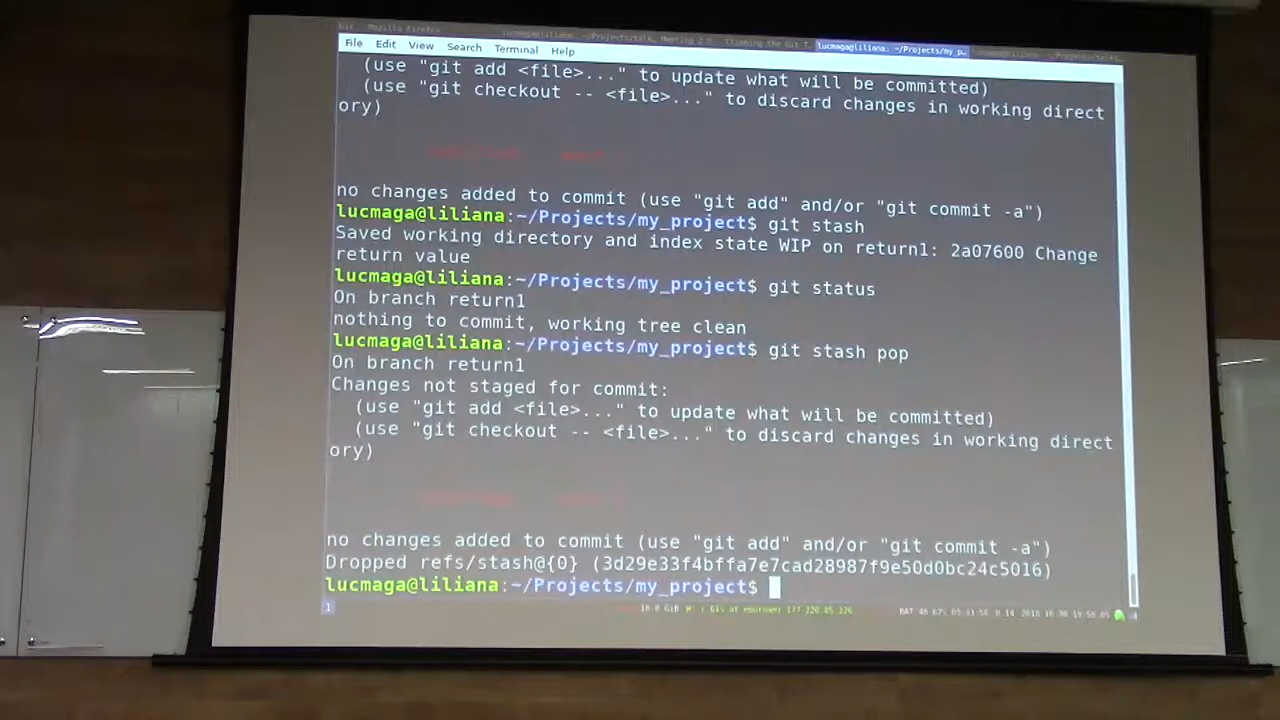 File Edit View Search Terminal Help
lucmaga@liliana: ~/Projects/my_p…
(use "git add <file>..." to update what will be committed)
(use "git checkout -- <file>..." to discard changes in working direct
ory)
no changes added to commit (use "git add" and/or "git commit -a")
lucmaga@liliana:~/Projects/my_project$ git stash
Saved working directory and index state WIP on return1: 2a07600 Change
return value
lucmaga@liliana:~/Projects/my_project$ git status
On branch return1
nothing to commit, working tree clean
lucmaga@liliana:~/Projects/my_project$ git stash pop
On branch return1
Changes not staged for commit:
(use "git add <file>..." to update what will be committed)
(use "git checkout -- <file>..." to discard changes in working direct
ory)
no changes added to commit (use "git add" and/or "git commit -a")
Dropped refs/stash@{0} (3d29e33f4bffa7e7cad28987f9e50d0bc24c5016)
lucmaga@liliana:~/Projects/my_project$
1